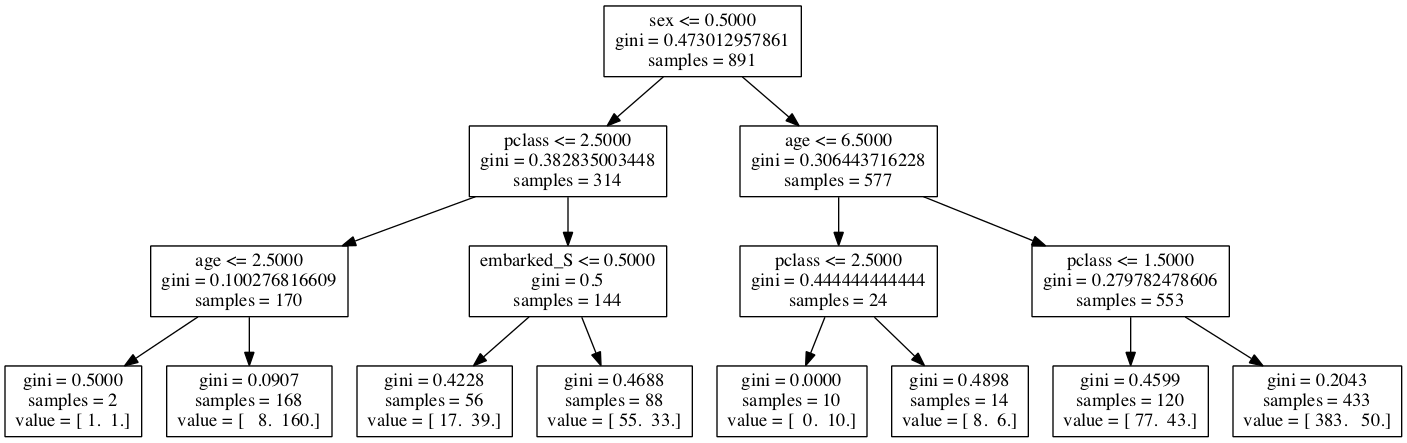 sex <= 0.5000
gini = 0.473012957861
samples = 891
pclass <= 2.5000
gini = 0.382835003448
samples = 314
age <= 6.5000
gini = 0.306443716228
samples = 577
age <= 2.5000
gini = 0.100276816609
samples = 170
embarked_S <= 0.5000
gini = 0.5
samples = 144
pclass <= 2.5000
gini = 0.444444444444
samples = 24
pclass <= 1.5000
gini = 0.279782478606
samples = 553
gini = 0.5000
samples = 2
value = [ 1. 1.]
gini = 0.0907
samples = 168
value = [ 8. 160.]
gini = 0.4228
samples = 56
value = [ 17. 39.]
gini = 0.4688
samples = 88
value = [ 55. 33.]
gini = 0.0000
samples = 10
value = [ 0. 10.]
gini = 0.4898
samples = 14
value = [ 8. 6.]
gini = 0.4599
samples = 120
value = [ 77. 43.]
gini = 0.2043
samples = 433
value = [ 383. 50.]